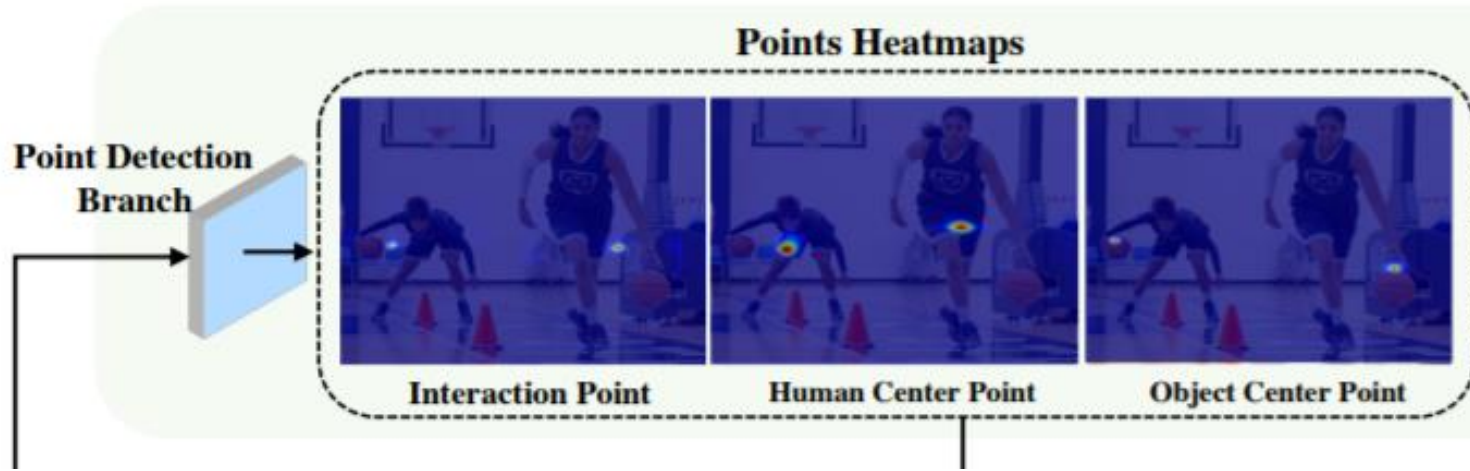 Points Heatmaps
Point Detection
Branch
Interaction Point
Human Center Point
Object Center Point